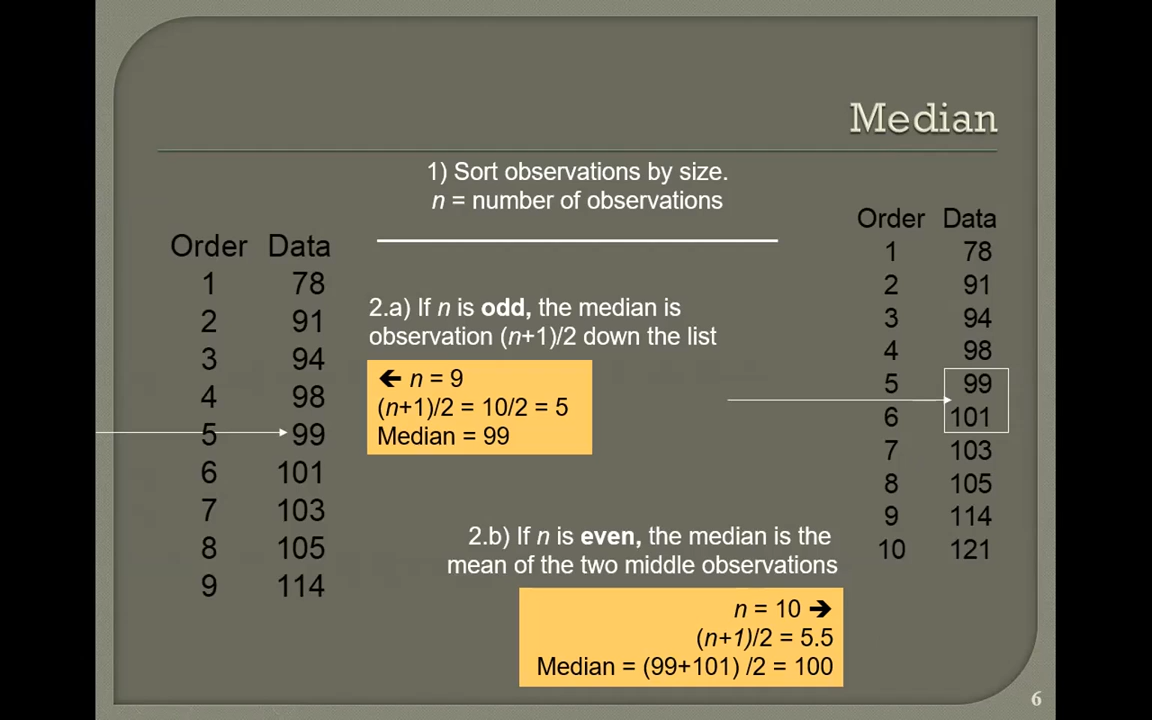 Median
1) Sort observations by size.
n = number of observations
Order Data
1 78
2 91
3 94
4 98
5 99
6 101
7 103
8 105
9 114
2.a) If n is odd, the median is
observation (n+1)/2 down the list
🡸 n = 9
(n+1)/2 = 10/2 = 5
Median = 99
Order Data
1 78
2 91
3 94
4 98
5 99
6 101
7 103
8 105
9 114
10 121
2.b) If n is even, the median is the
mean of the two middle observations
n = 10 🡺
(n+1)/2 = 5.5
Median = (99+101) /2 = 100
6